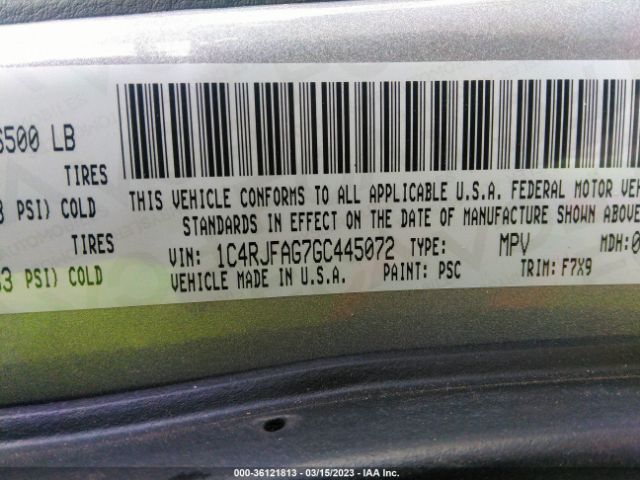 6500 LB
TIRES
PSI) COLD
TIRES
33 PSI) COLD
THIS VEHICLE CONFORMS TO ALL APPLICABLE U.S.A. FEDERAL MOTOR VEH
STANDARDS IN EFFECT ON THE DATE OF MANUFACTURE SHOWN ABOVE
VIN: 1C4RJFAG7GC445072 TYPE: MPV MDH:0
VEHICLE MADE IN U.S.A. PAINT: PSC TRIM: F7X9
000-36121813 - 03/15/2023 - IAA Inc.